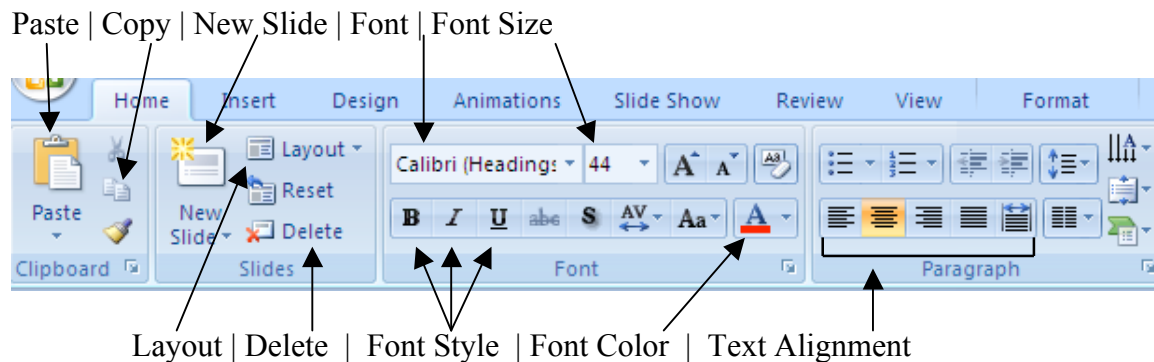 Paste | Copy | New Slide | Font | Font Size
Home Insert Design Animations Slide Show Review View Format
Layout
Calibri (Headings 44 A A Aa
Reset
Paste New Slide B I U abc S AV Aa A
Delete
Clipboard Slides Font Paragraph
Layout | Delete | Font Style | Font Color | Text Alignment